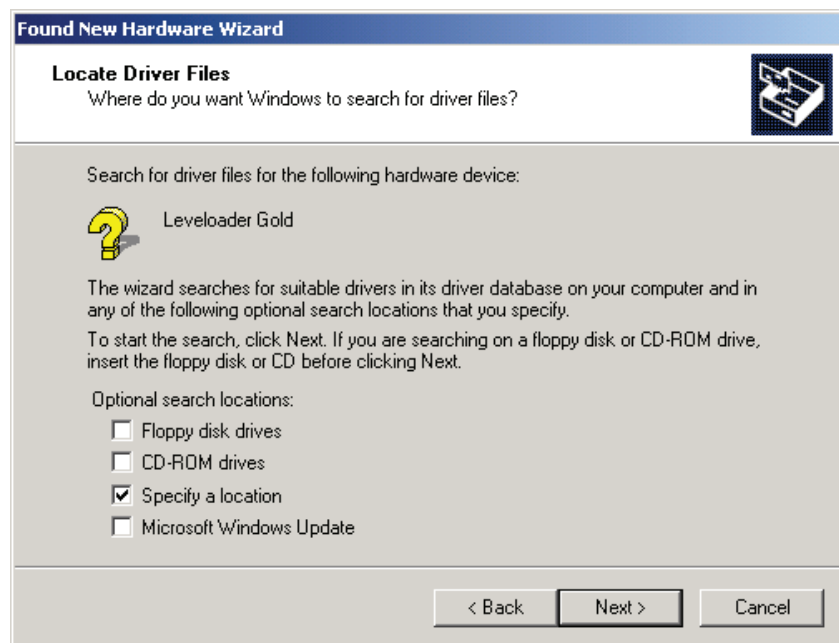 Found New Hardware Wizard
Locate Driver Files
Where do you want Windows to search for driver files?
Search for driver files for the following hardware device:
Leveloader Gold
The wizard searches for suitable drivers in its driver database on your computer and in
any of the following optional search locations that you specify.
To start the search, click Next. If you are searching on a floppy disk or CD-ROM drive,
insert the floppy disk or CD before clicking Next.
Optional search locations:
Floppy disk drives
CD-ROM drives
Specify a location
Microsoft Windows Update
< Back Next > Cancel